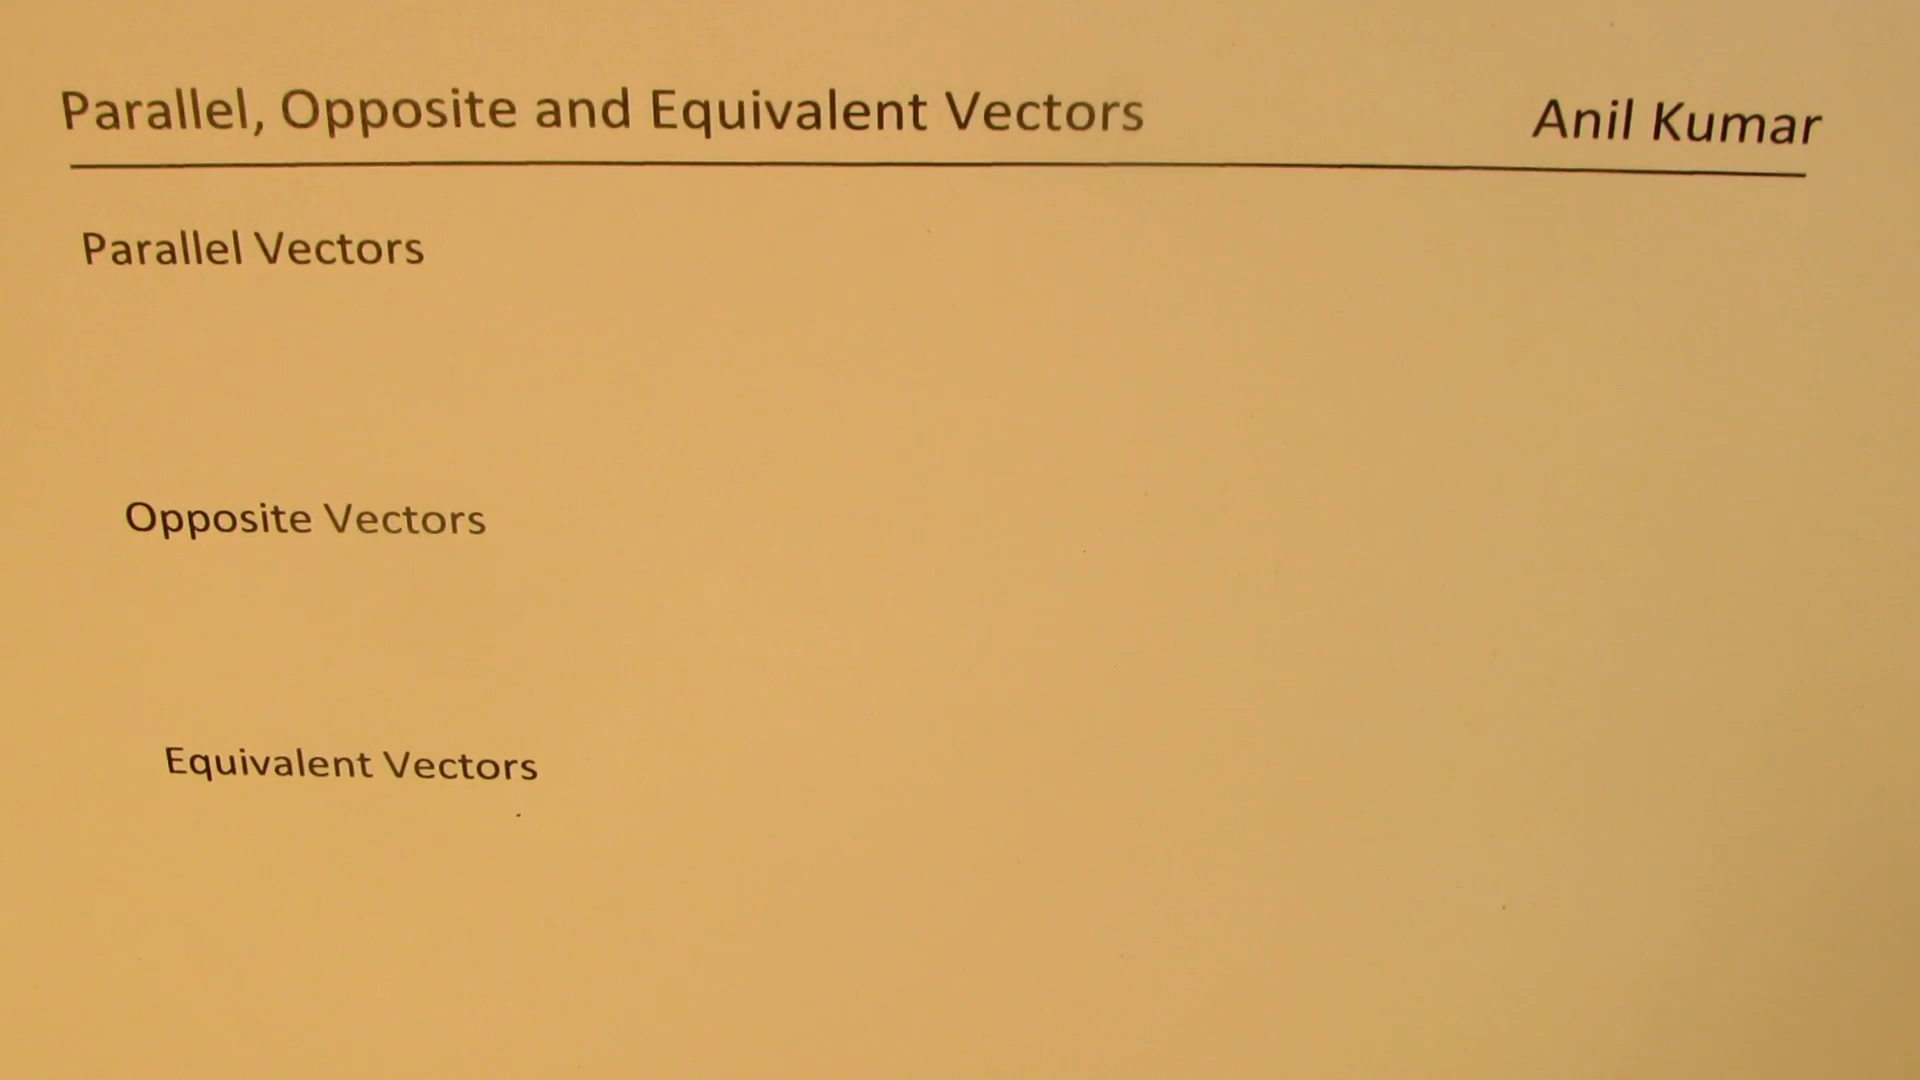 Parallel, Opposite and Equivalent Vectors Anil Kumar
Parallel Vectors
Opposite Vectors
Equivalent Vectors